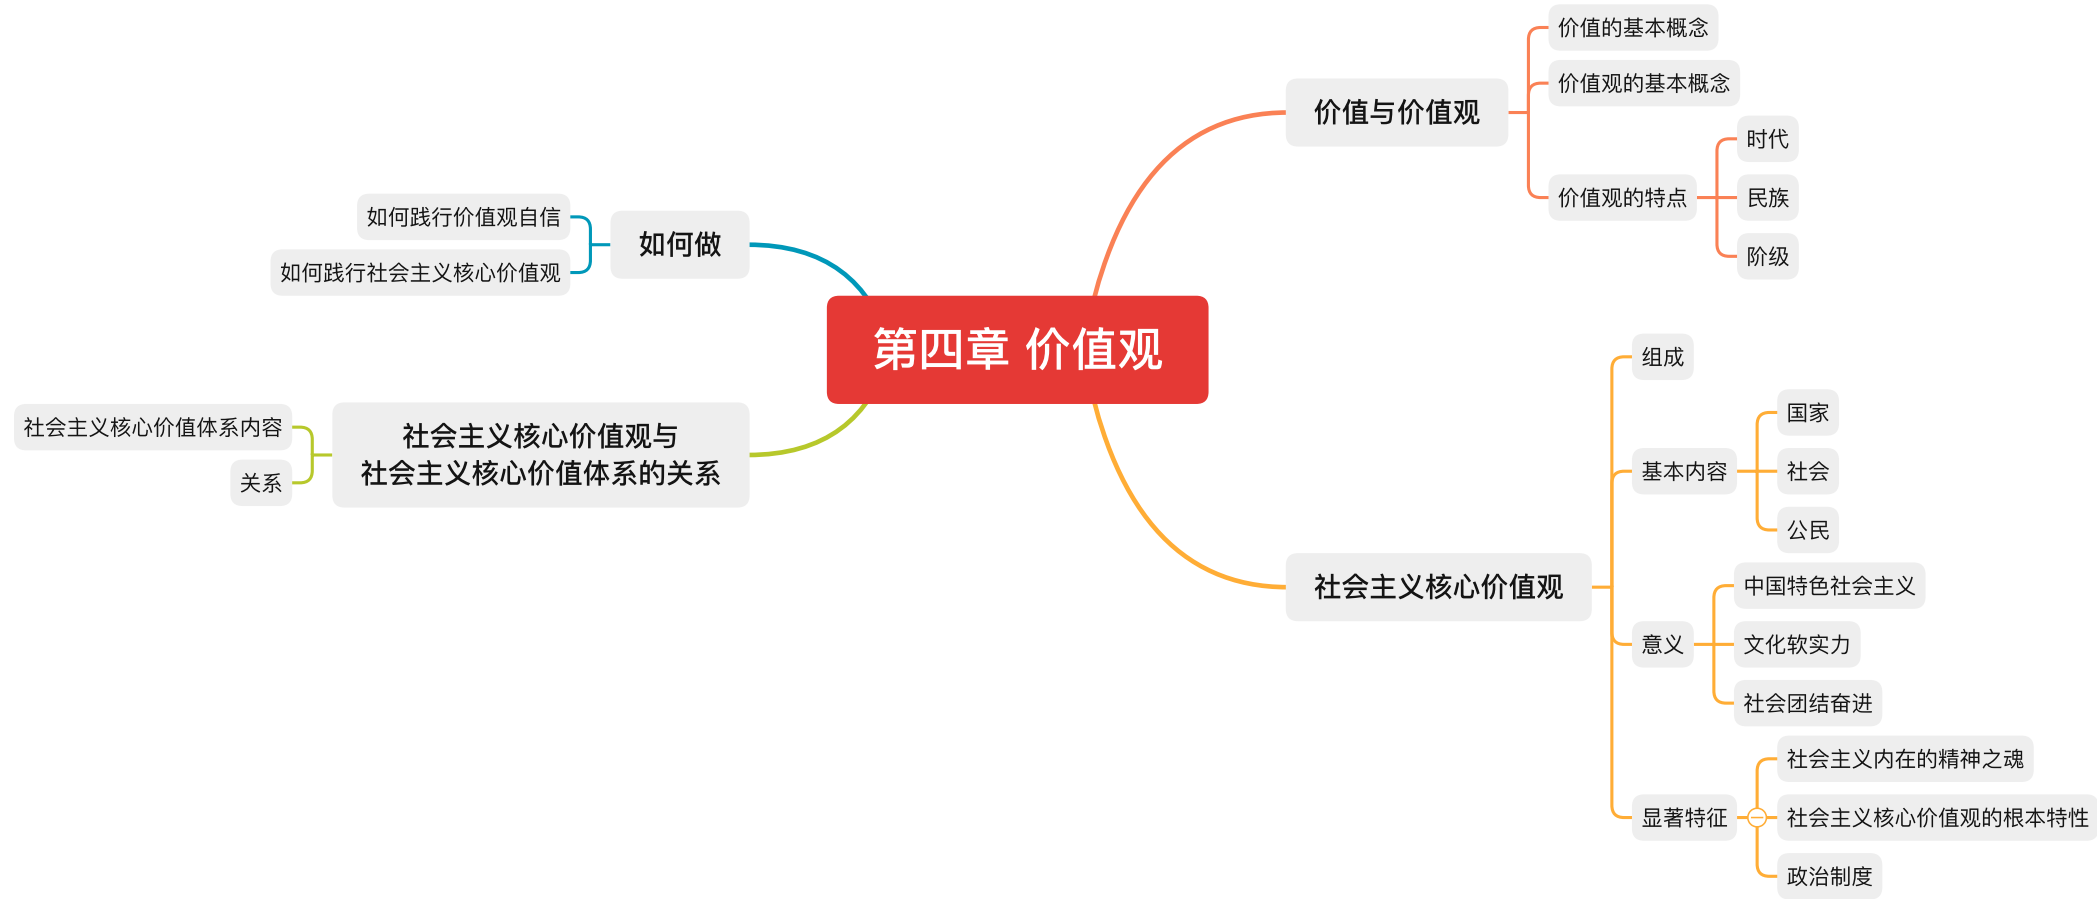 第四章 价值观
价值与价值观
价值的基本概念
价值观的基本概念
价值观的特点
时代
民族
阶级
社会主义核心价值观
组成
基本内容
国家
社会
公民
意义
中国特色社会主义
文化软实力
社会团结奋进
显著特征
社会主义内在的精神之魂
社会主义核心价值观的根本特性
政治制度
社会主义核心价值观与
社会主义核心价值体系的关系
社会主义核心价值体系内容
关系
如何做
如何践行价值观自信
如何践行社会主义核心价值观